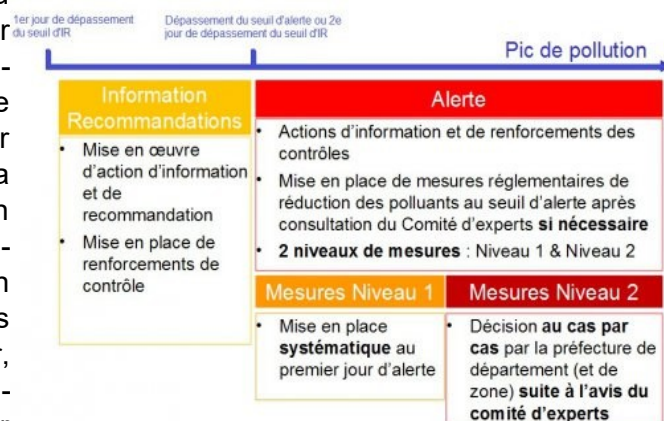 1er jour de dépassement
du seuil d'IR
Dépassement du seuil d'alerte ou 2e
jour de dépassement du seuil d'IR
Pic de pollution
Information
Recommandations
• Mise en œuvre
d'action d'information
et de
recommandation
• Mise en place de
renforcements de
contrôle
Alerte
• Actions d'information et de renforcements des
contrôles
• Mise en place de mesures réglementaires de
réduction des polluants au seuil d'alerte après
consultation du Comité d'experts si nécessaire
• 2 niveaux de mesures : Niveau 1 & Niveau 2
Mesures Niveau 1
• Mise en place
systématique au
premier jour d'alerte
Mesures Niveau 2
• Décision au cas par
cas par la préfecture de
département (et de
zone) suite à l'avis du
comité d'experts